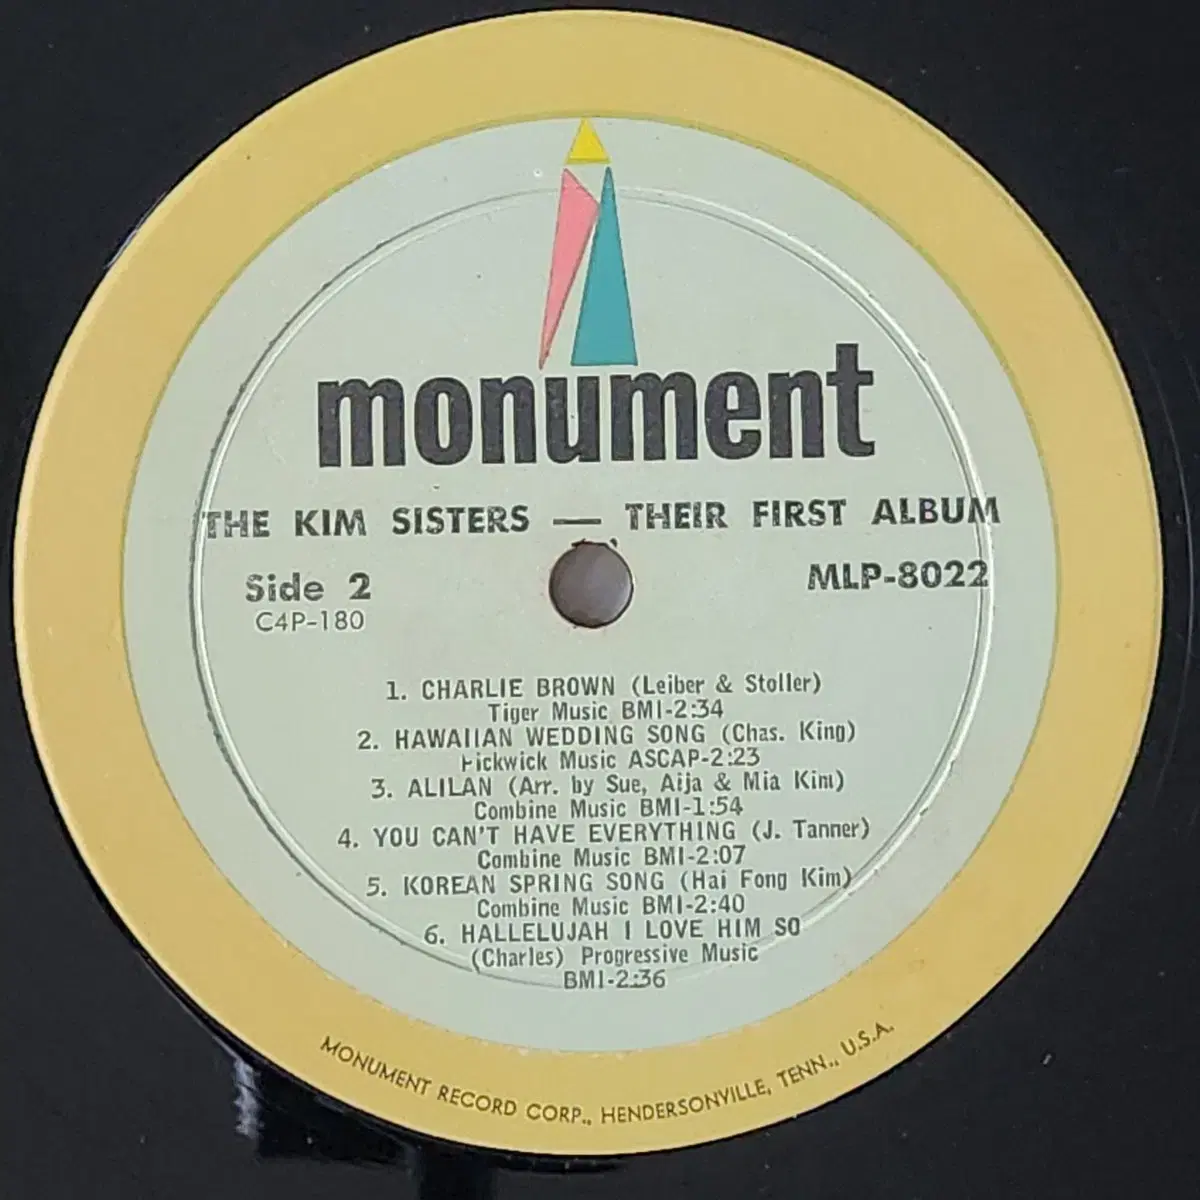 monument
THE KIM SISTERS — THEIR FIRST ALBUM
Side 2
C4P-180
MLP-8022
1. CHARLIE BROWN (Leiber & Stoller)
Tiger Music BMI-2:34
2. HAWAIIAN WEDDING SONG (Chas. King)
Pickwick Music ASCAP-2:23
3. ALILAN (Arr. by Sue, Aija & Mia Kim)
Combine Music BMI-1:54
4. YOU CAN'T HAVE EVERYTHING (J. Tanner)
Combine Music BMI-2:07
5. KOREAN SPRING SONG (Hai Fong Kim)
Combine Music BMI-2:40
6. HALLELUJAH I LOVE HIM SO
(Charles) Progressive Music
BMI-2:36
MONUMENT RECORD CORP., HENDERSONVILLE, TENN., U.S.A.